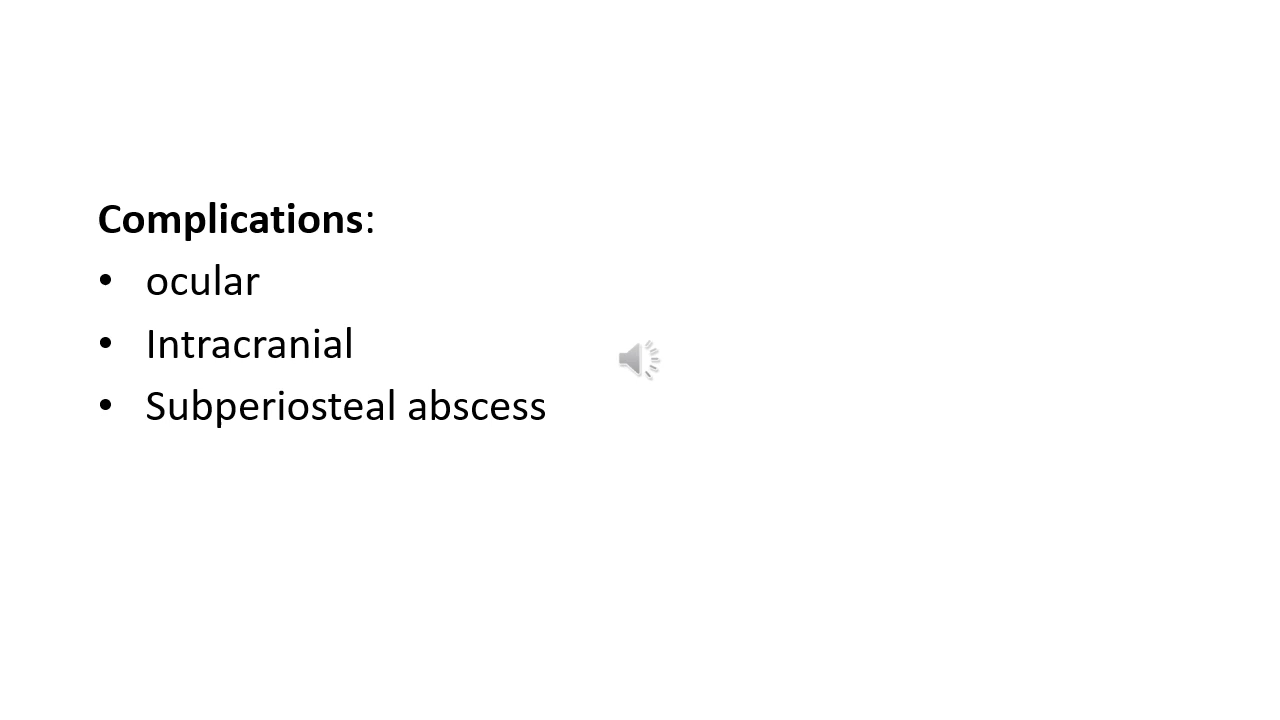 Complications:
• ocular
• Intracranial
• Subperiosteal abscess